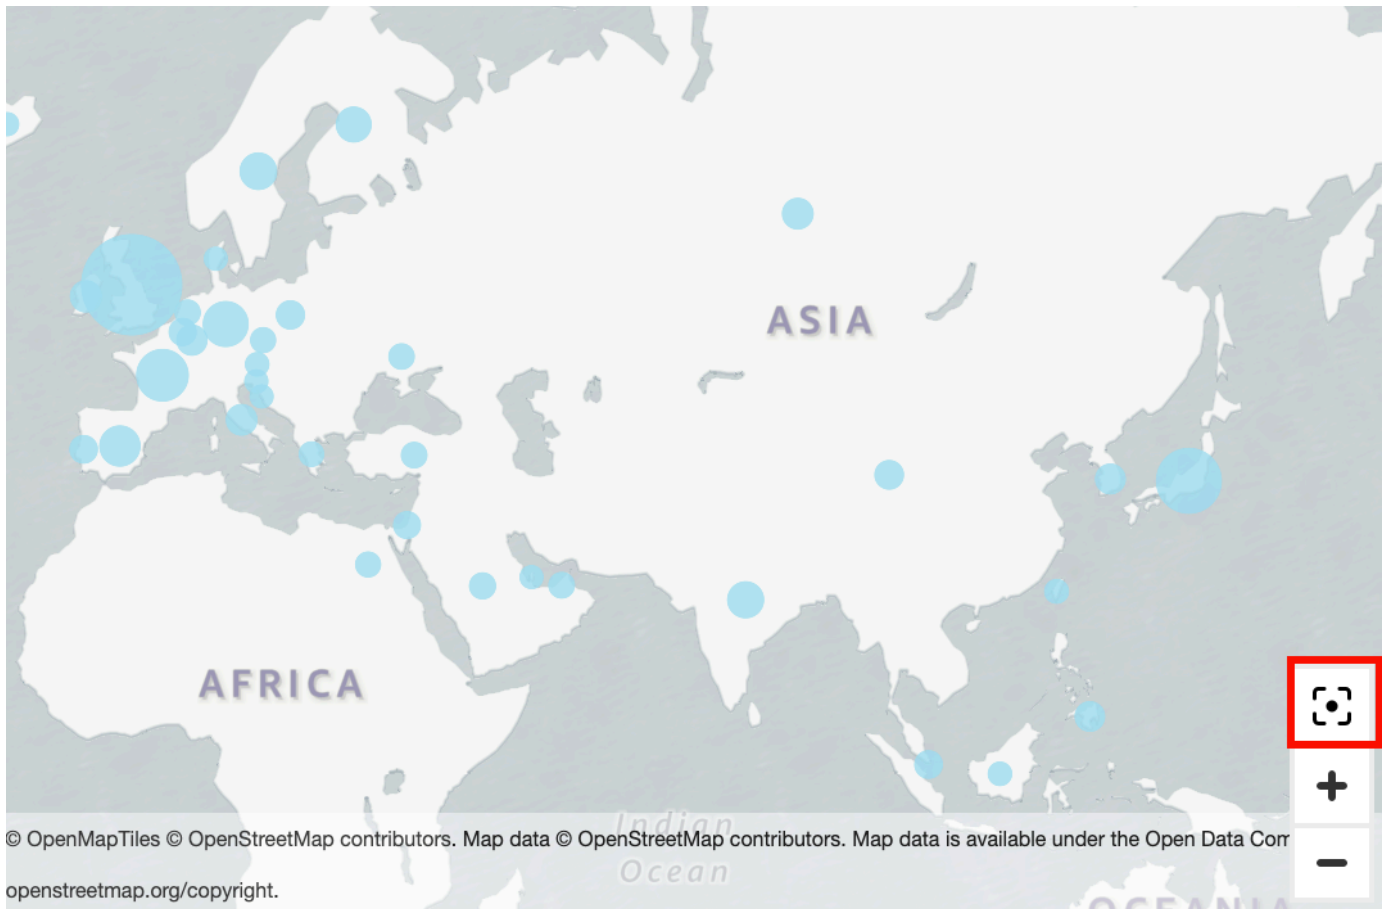 ASIA
AFRICA
Indian
© OpenMapTiles © OpenStreetMap contributors. Map data © OpenStreetMap contributors. Map data is available under the Open Data Com
Ocean
openstreetmap.org/copyright.
OCEANIA